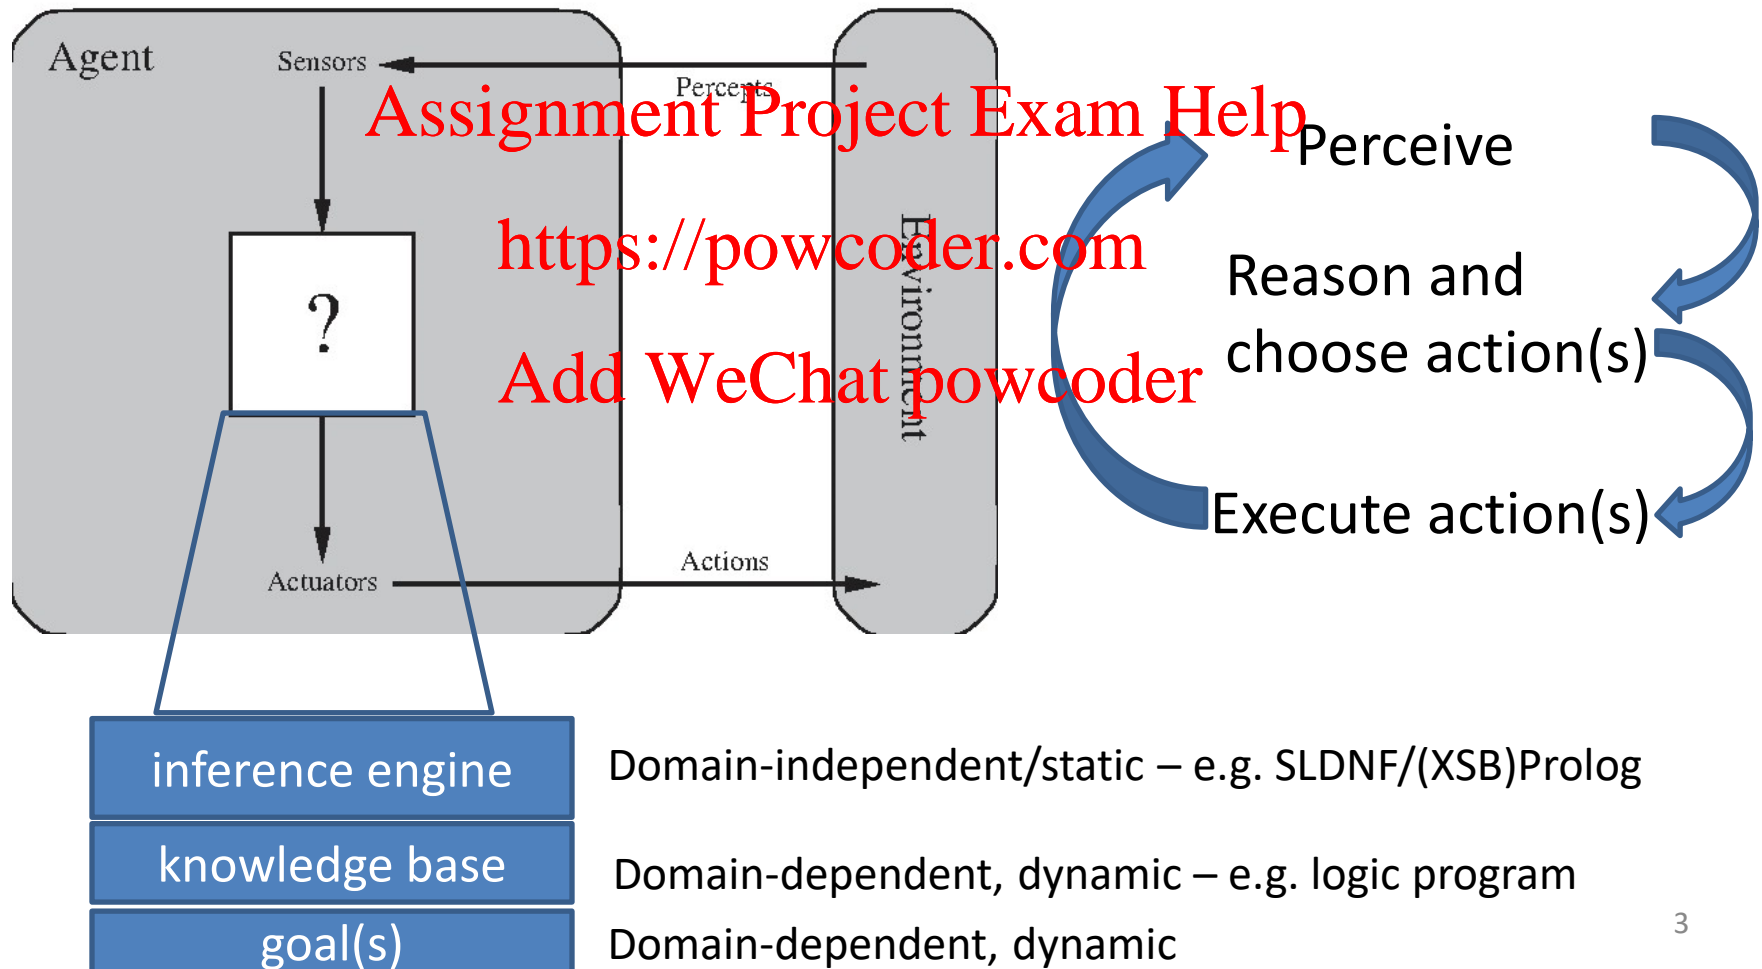 Agent
Sensors
Percepts
Assignment Project Exam Help
Perceive
https://powcoder.com
Environment
?
Reason and
choose action(s)
Add WeChat powcoder
Execute action(s)
Actions
Actuators
inference engine
Domain-independent/static – e.g. SLDNF/(XSB)Prolog
knowledge base
Domain-dependent, dynamic – e.g. logic program
goal(s)
Domain-dependent, dynamic
3